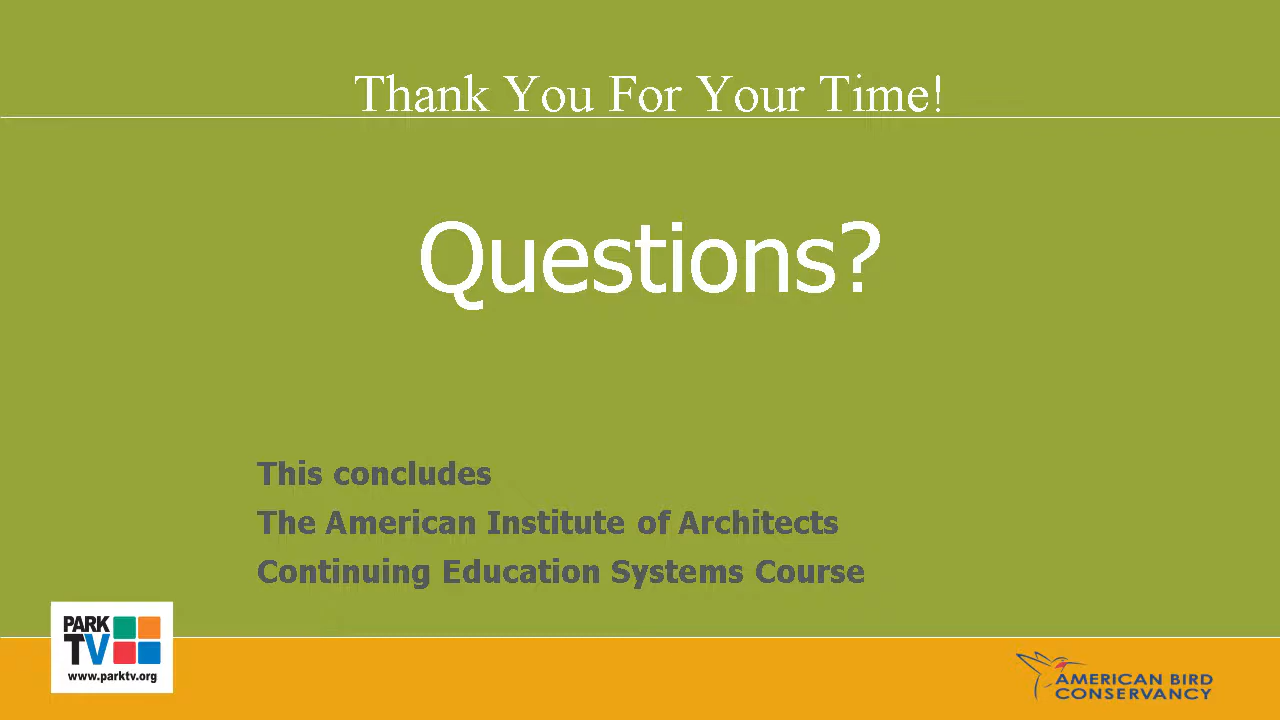 Thank You For Your Time!
Questions?
This concludes
The American Institute of Architects
Continuing Education Systems Course
PARK
TV
www.parktv.org
AMERICAN BIRD
CONSERVANCY